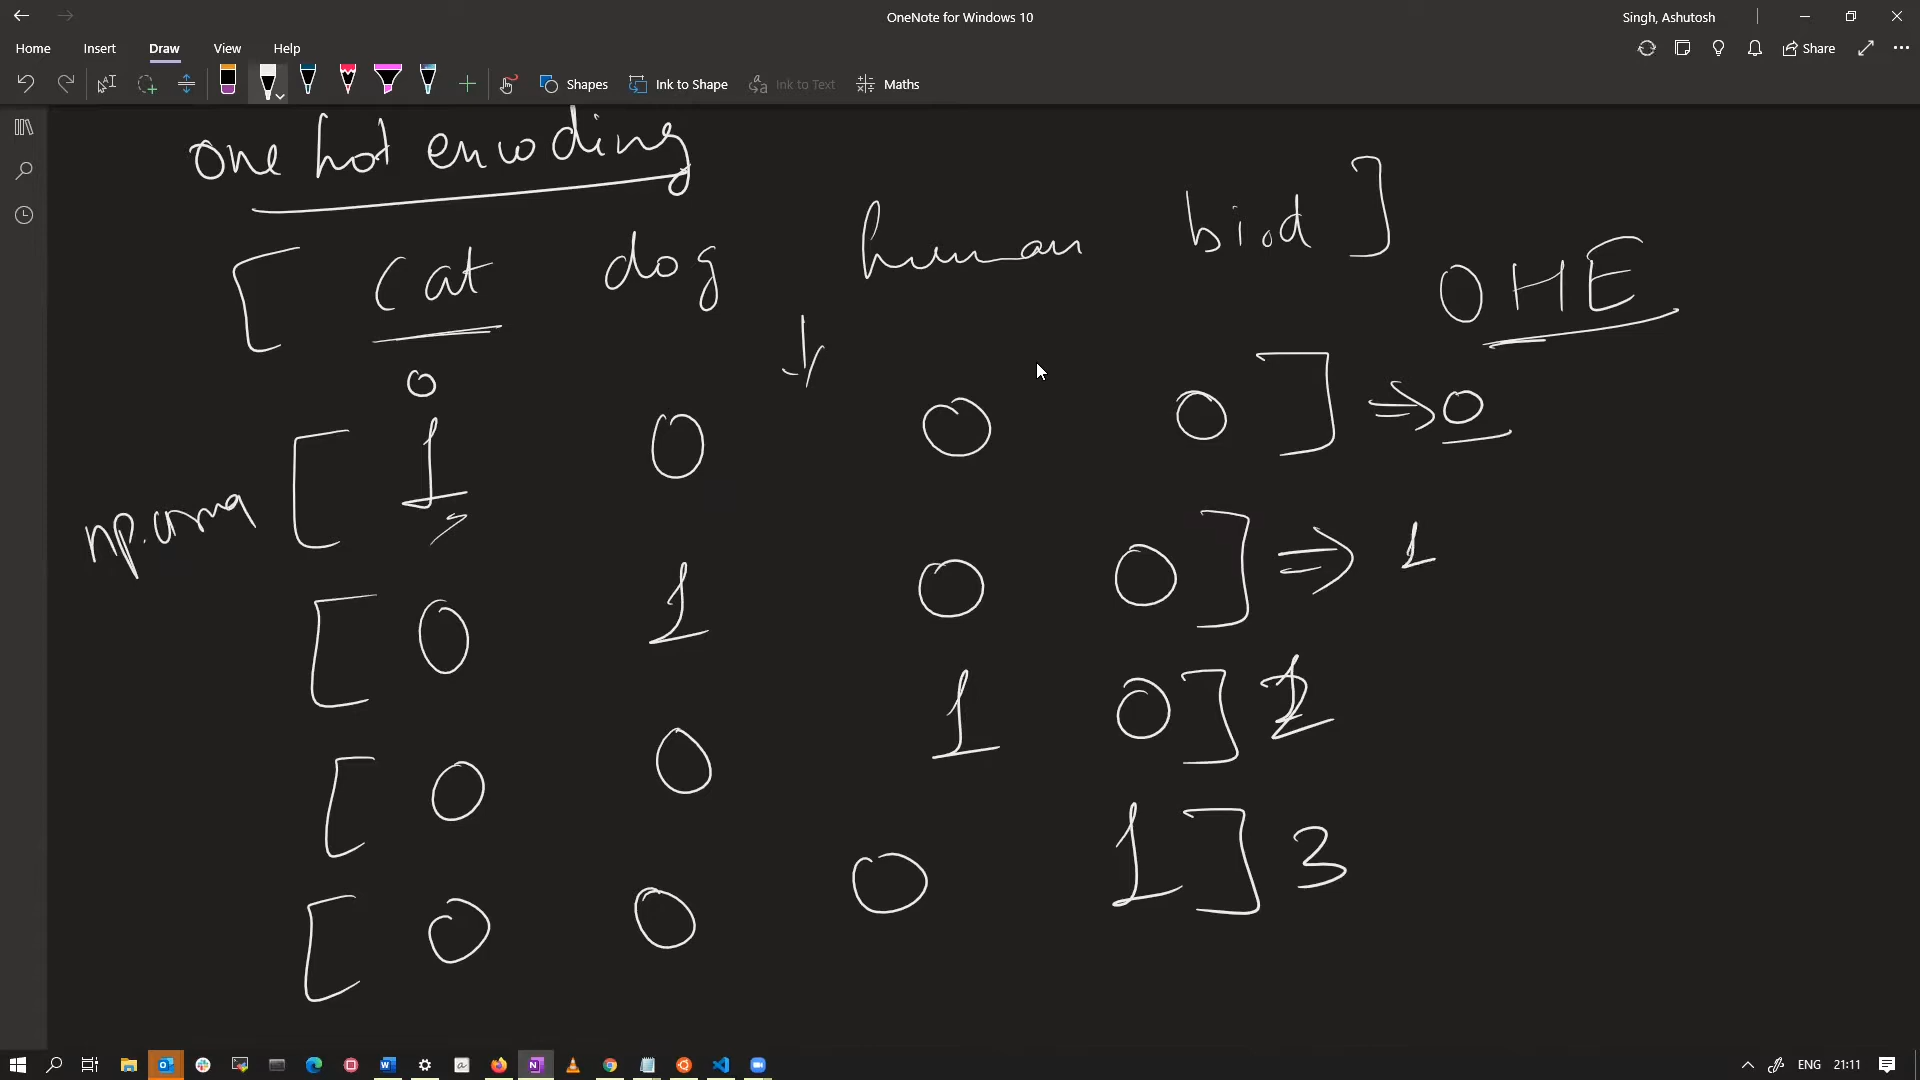 OneNote for Windows 10
Singh, Ashutosh
Home Insert Draw View Help
Share
Shapes Ink to Shape Ink to Text Maths
one hot encoding
[ cat dog human bird ]
OHE
0
[ 1 0 0 0 ] ⇒ 0
[ 0 1 0 0 ] ⇒ 1
[ 0 0 1 0 ] 2
[ 0 0 0 1 ] 3
ENG 21:11